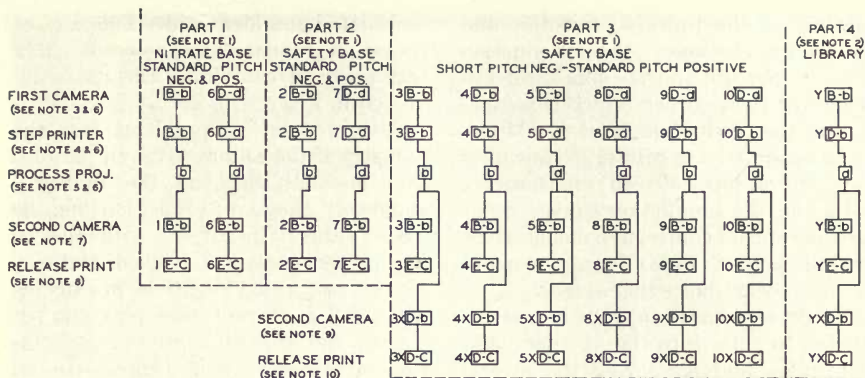 PART 1
(SEE NOTE 1)
NITRATE BASE
STANDARD PITCH
NEG. & POS.
PART 2
(SEE NOTE 1)
SAFETY BASE
STANDARD PITCH
NEG. & POS.
PART 3
(SEE NOTE 1)
SAFETY BASE
SHORT PITCH NEG.-STANDARD PITCH POSITIVE
PART 4
(SEE NOTE 2)
LIBRARY
FIRST CAMERA 1 B-b 6 D-d 2 B-b 7 D-d 3 B-b 4 D-b 5 D-b 8 D-d 9 D-d 10 D-d Y B-b
(SEE NOTE 3 & 6)
STEP PRINTER 1 B-b 6 D-d 2 B-b 7 D-d 3 B-b 4 D-b 5 D-d 8 D-d 9 D-b 10 D-b Y D-b
(SEE NOTE 4 & 6)
PROCESS PROJ. b d b d b b d d b d d
(SEE NOTE 5 & 6)
SECOND CAMERA 1 B-b 6 B-b 2 B-b 7 B-b 3 B-b 4 B-b 5 B-b 8 B-b 9 B-b 10 B-b Y B-b
(SEE NOTE 7)
RELEASE PRINT 1 E-C 6 E-C 2 E-C 7 E-C 3 E-C 4 E-C 5 E-C 8 E-C 9 E-C 10 E-C Y E-C
(SEE NOTE 8)
SECOND CAMERA 3X D-b 4X D-b 5X D-b 8X D-b 9X D-b 10X D-b YX D-b
(SEE NOTE 9)
RELEASE PRINT 3X D-C 4X D-C 5X D-C 8X D-C 9X D-C 10X D-C YX D-C
(SEE NOTE 10)